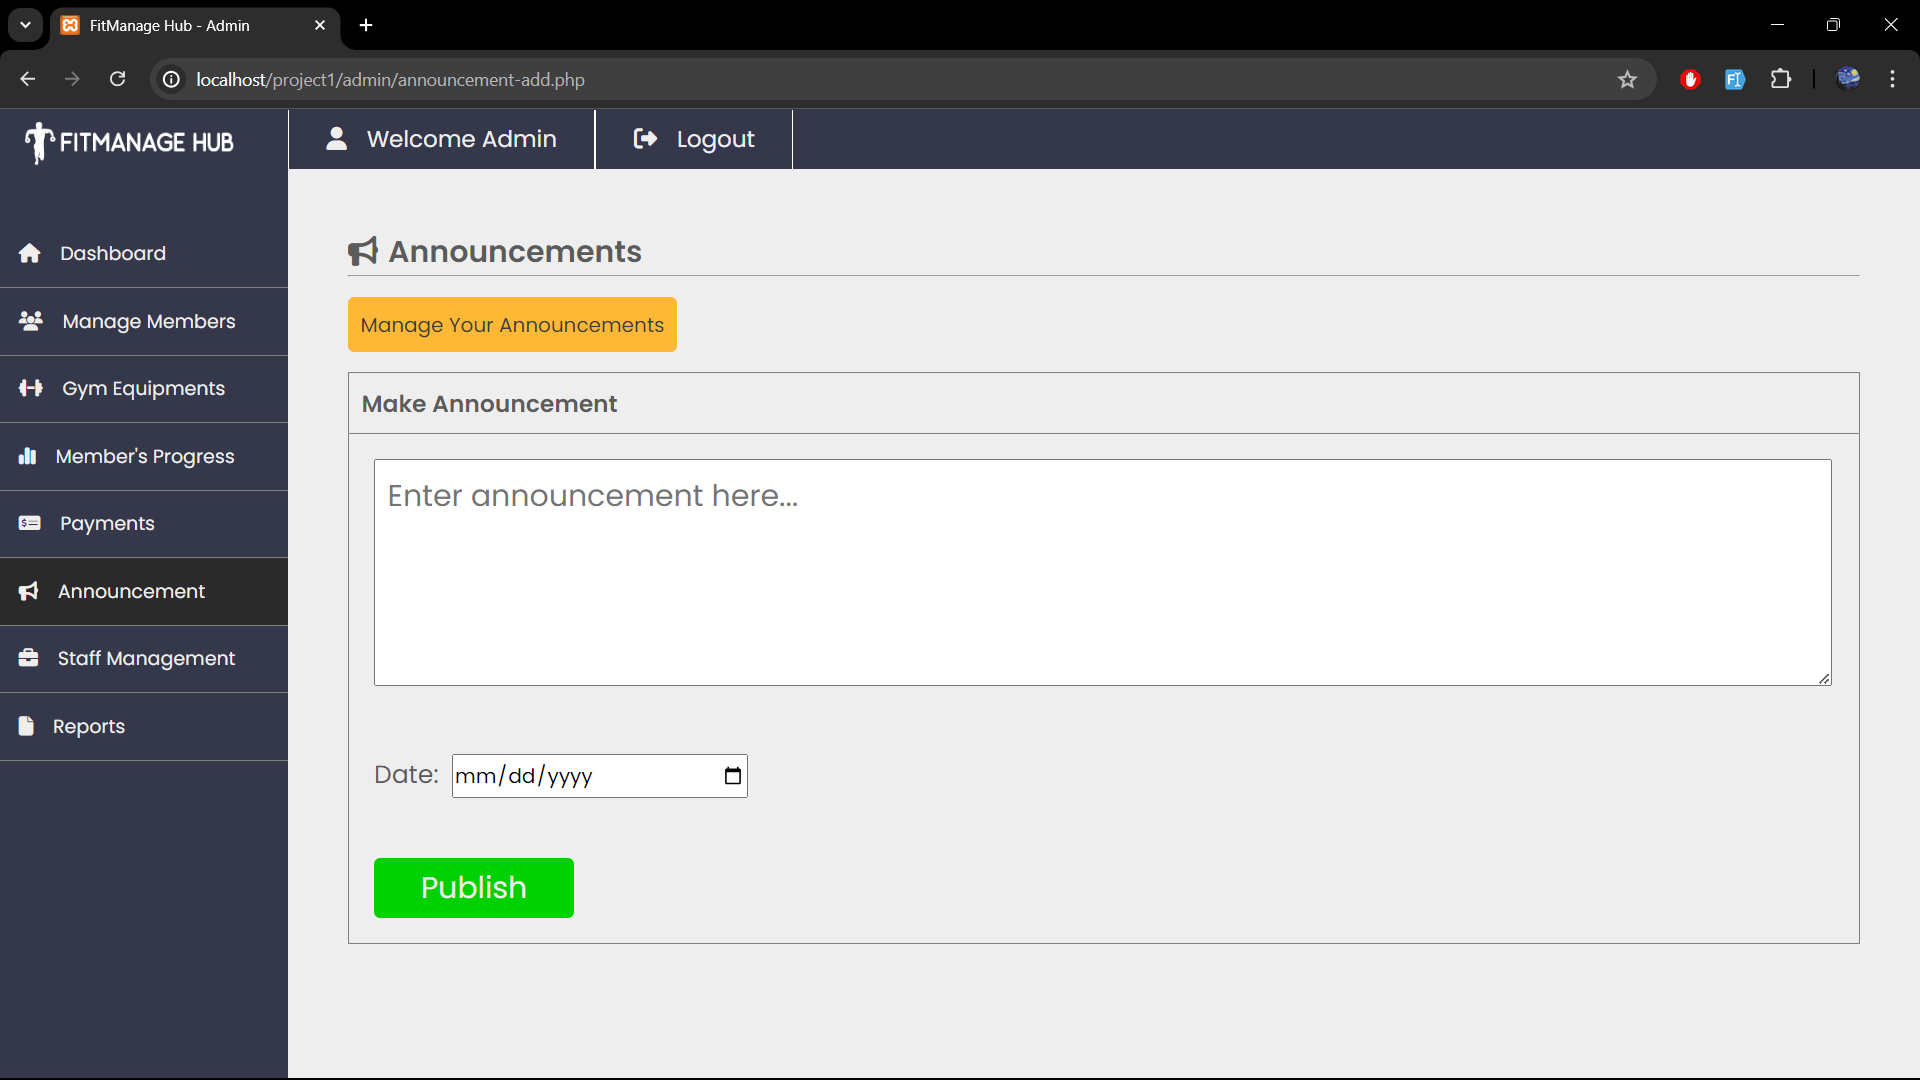 FitManage Hub - Admin
localhost/project1/admin/announcement-add.php
FITMANAGE HUB
Welcome Admin
Logout
Dashboard
Manage Members
Gym Equipments
Member's Progress
Payments
Announcement
Staff Management
Reports
Announcements
Manage Your Announcements
Make Announcement
Enter announcement here...
Date: mm/dd/yyyy
Publish